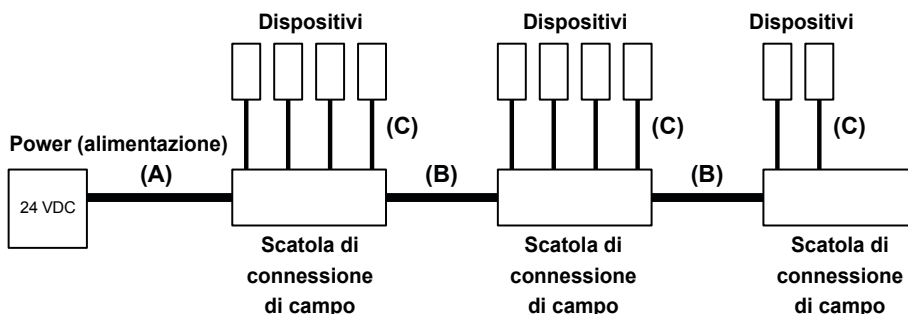 Dispositivi
Dispositivi
Dispositivi
(C)
(C)
(C)
Power (alimentazione)
(A)
(B)
(B)
24 VDC
Scatola di
connessione
di campo
Scatola di
connessione
di campo
Scatola di
connessione
di campo